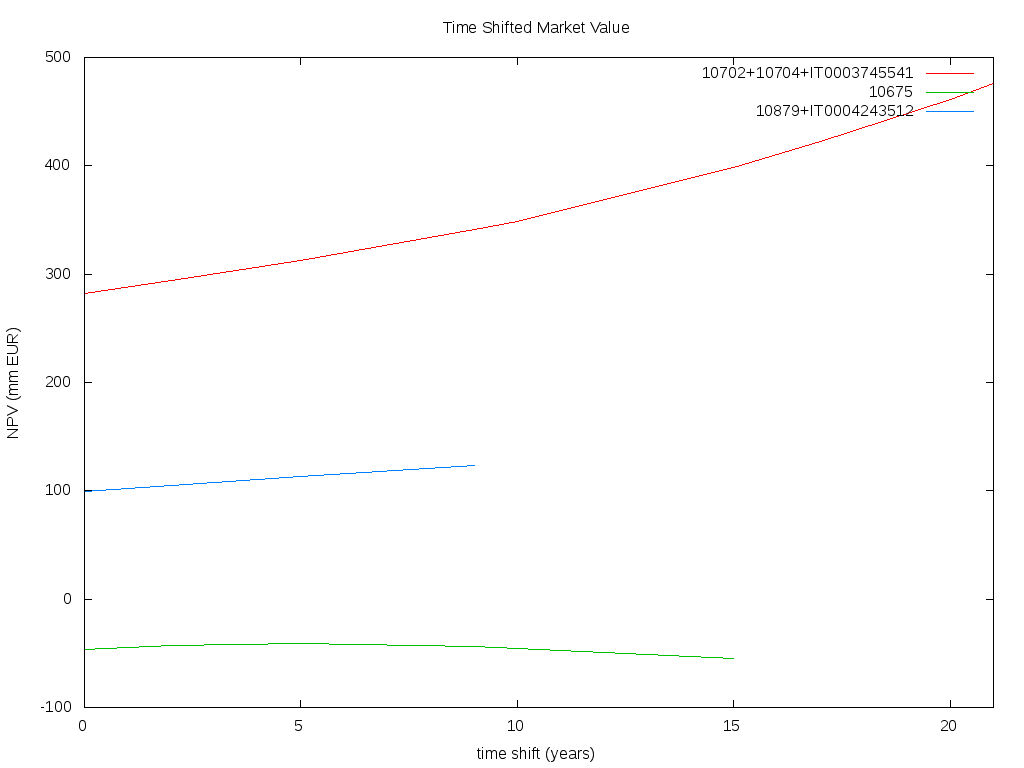 Time Shifted Market Value
500
400
300
200
100
0
-100
NPV (mm EUR)
10702+10704+IT0003745541
10675
10879+IT0004243512
0 5 10 15 20
time shift (years)